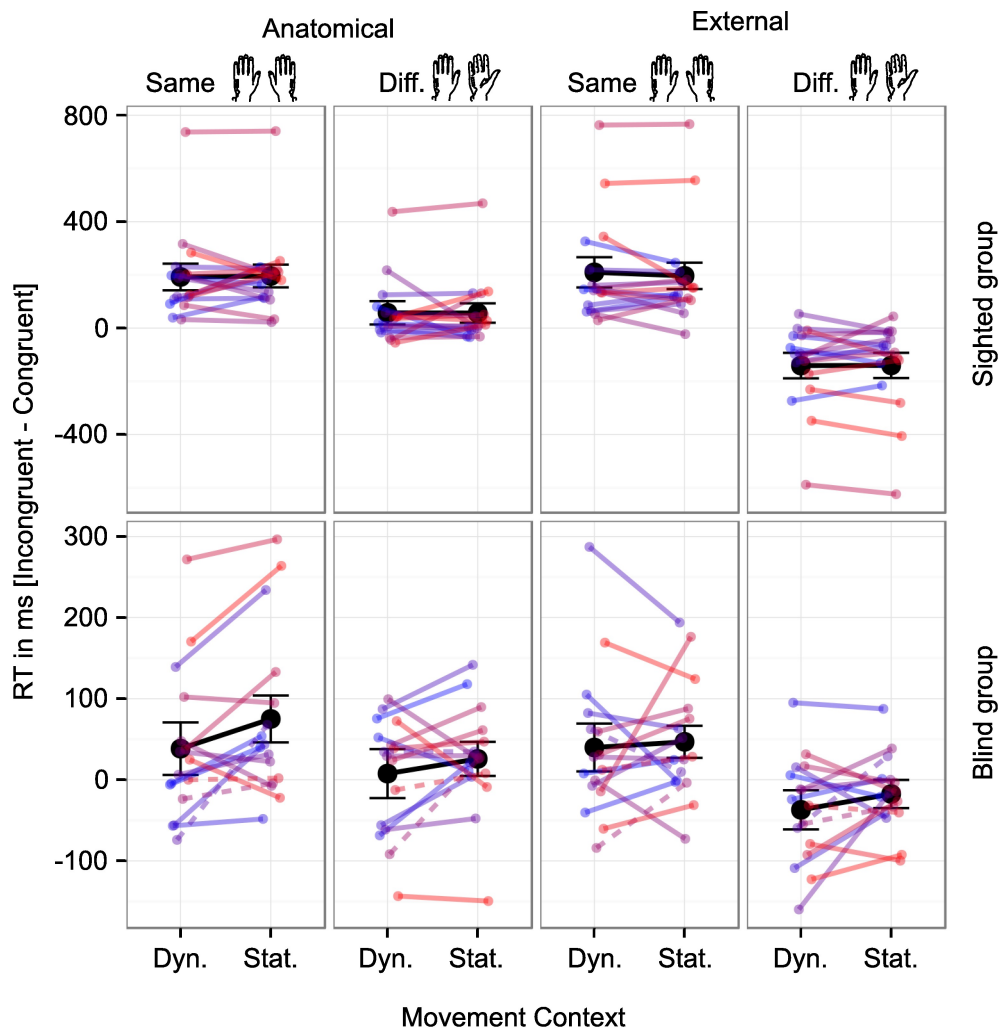 Anatomical
External
Same
Diff.
Same
Diff.
800
400
0
-400
Sighted group
RT in ms [Incongruent - Congruent]
300
200
100
0
-100
Blind group
Dyn. Stat. Dyn. Stat. Dyn. Stat. Dyn. Stat.
Movement Context